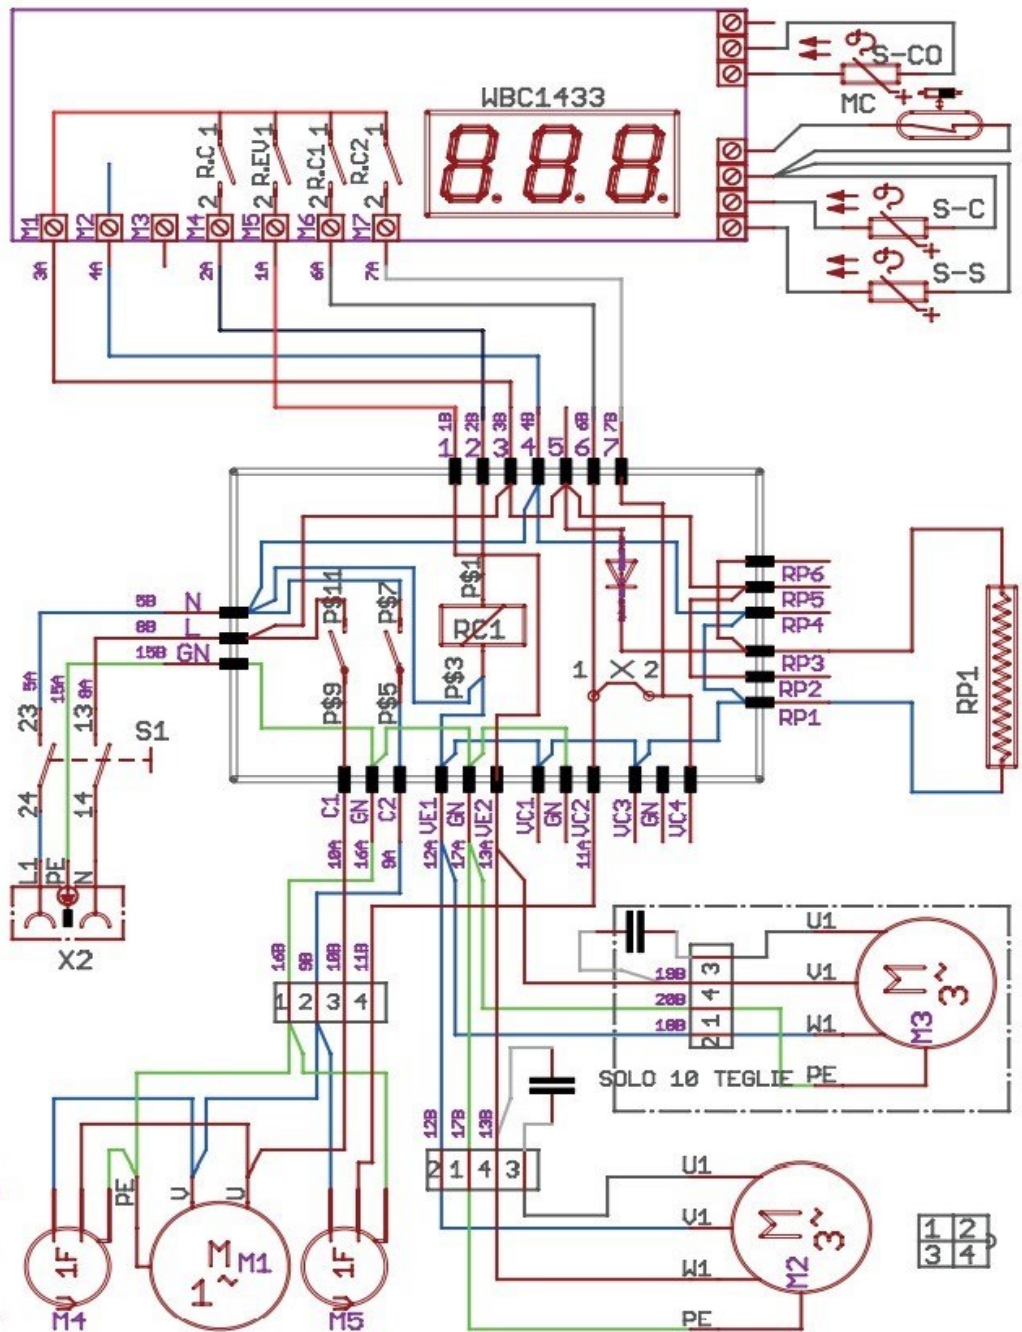 WBC1433
S-CO
MC
S-C
S-S
R.C 1 2
R.EV 1 2
R.C1 1 2
R.C2 1 2
8.8.8
M1 M2 M3 M4 M5 M6 M7
3A 4A 2A 1A 6A 7A
1B 2B 3B 4B 6B 7B
1 2 3 4 5 6 7
RP6
RP5
RP4
RP3
RP2
RP1
RP1
5B N
8B L
15B GN
P$11 P$7 P$1
RC1
P$9 P$5 P$3
1 X 2
5A 15A 8A
23 13
S1
24 14
L1 PE N
X2
C1 GN C2 VE1 GN VE2 VC1 GN VC2 VC3 GN VC4
10A 16A 9A 12A 17A 13A 11A
16B 9B 10B 11B
1 2 3 4
U1
V1
W1
PE
M
3~
M3
19B
20B
18B
3
4
1
2
SOLO 10 TEGLIE
12B 17B 13B
2 1 4 3
U1
V1
W1
PE
M
3~
M2
PE V U
1F
M4
M
1~
M1
1F
M5
1 2
3 4